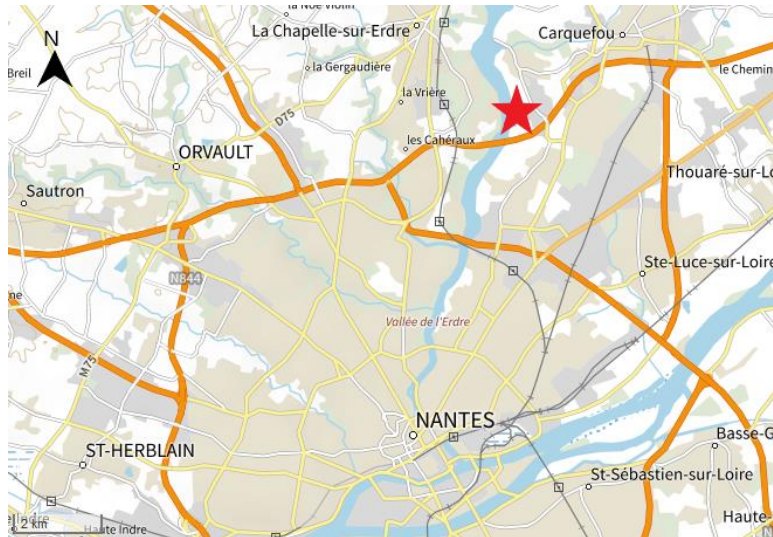 la Noë Violin
La Chapelle-sur-Erdre
Carquefou
N
Breil
la Gergaudière
le Chemin
la Vrière
D75
les Cahéraux
ORVAULT
Thouaré-sur-Lo
Sautron
Ste-Luce-sur-Loire
N844
ne
Vallée de l'Erdre
M75
NANTES
Basse-G
ST-HERBLAIN
St-Sébastien-sur-Loire
Haute-
2 km
Haute Indre